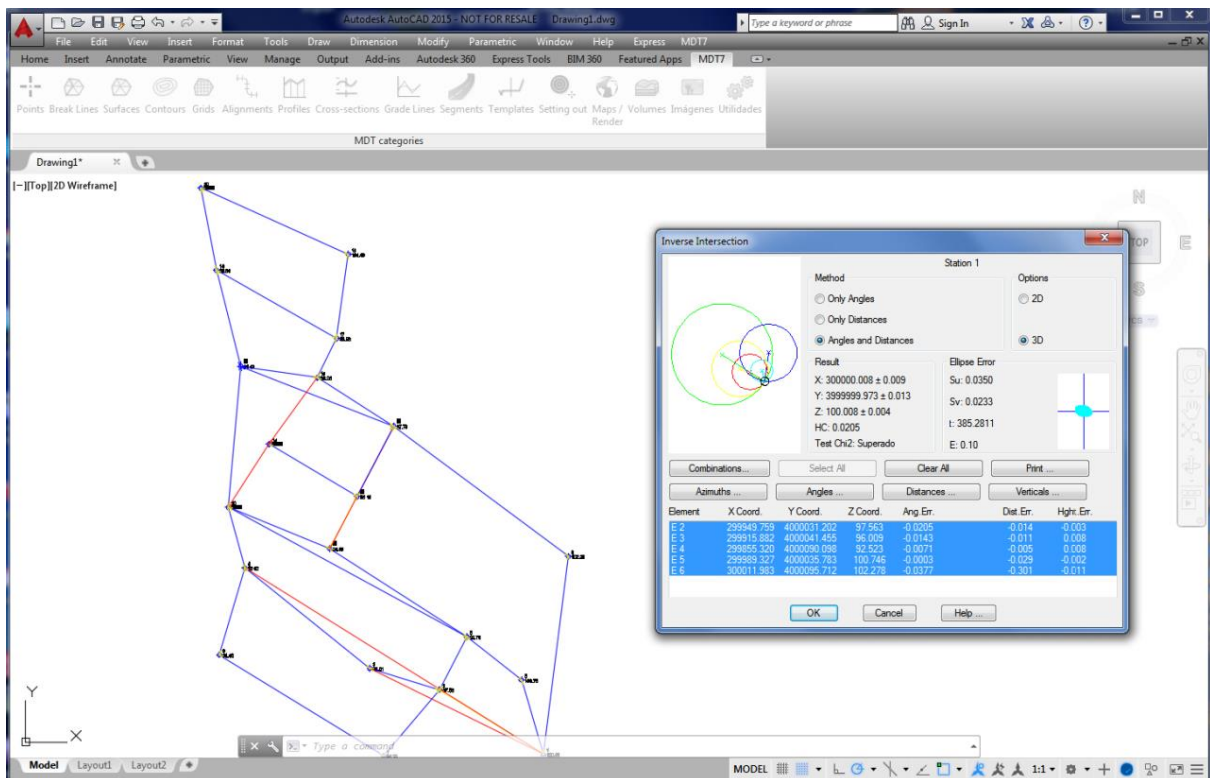 Autodesk AutoCAD 2015 - NOT FOR RESALE Drawing1.dwg
Type a keyword or phrase
Sign In
File Edit View Insert Format Tools Draw Dimension Modify Parametric Window Help Express MDT7
Home Insert Annotate Parametric View Manage Output Add-ins Autodesk 360 Express Tools BIM 360 Featured Apps MDT7
Points Break Lines Surfaces Contours Grids Alignments Profiles Cross-sections Grade Lines Segments Templates Setting out Maps / Render Volumes Imágenes Utilidades
MDT categories
Drawing1*
[−][Top][2D Wireframe]
N
TOP
E
S
Inverse Intersection
Station 1
Method
Only Angles
Only Distances
Angles and Distances
Options
2D
3D
Result
X: 300000.008 ± 0.009
Y: 3999999.973 ± 0.013
Z: 100.008 ± 0.004
HC: 0.0205
Test Chi2: Superado
Ellipse Error
Su: 0.0350
Sv: 0.0233
t: 385.2811
E: 0.10
Combinations... Select All Clear All Print ...
Azimuths ... Angles ... Distances ... Verticals ...
Element X Coord. Y Coord. Z Coord. Ang.Err. Dist.Err. Hght.Err.
E 2 299949.759 4000031.202 97.563 -0.0205 -0.014 -0.003
E 3 299915.882 4000041.455 96.009 -0.0143 -0.011 0.008
E 4 299855.320 4000090.098 92.523 -0.0071 -0.005 0.008
E 5 299989.327 4000035.783 100.746 -0.0003 -0.029 -0.002
E 6 300011.983 4000095.712 102.278 -0.0377 -0.301 -0.011
OK Cancel Help ...
Y
X
Type a command
Model Layout1 Layout2
MODEL
1:1